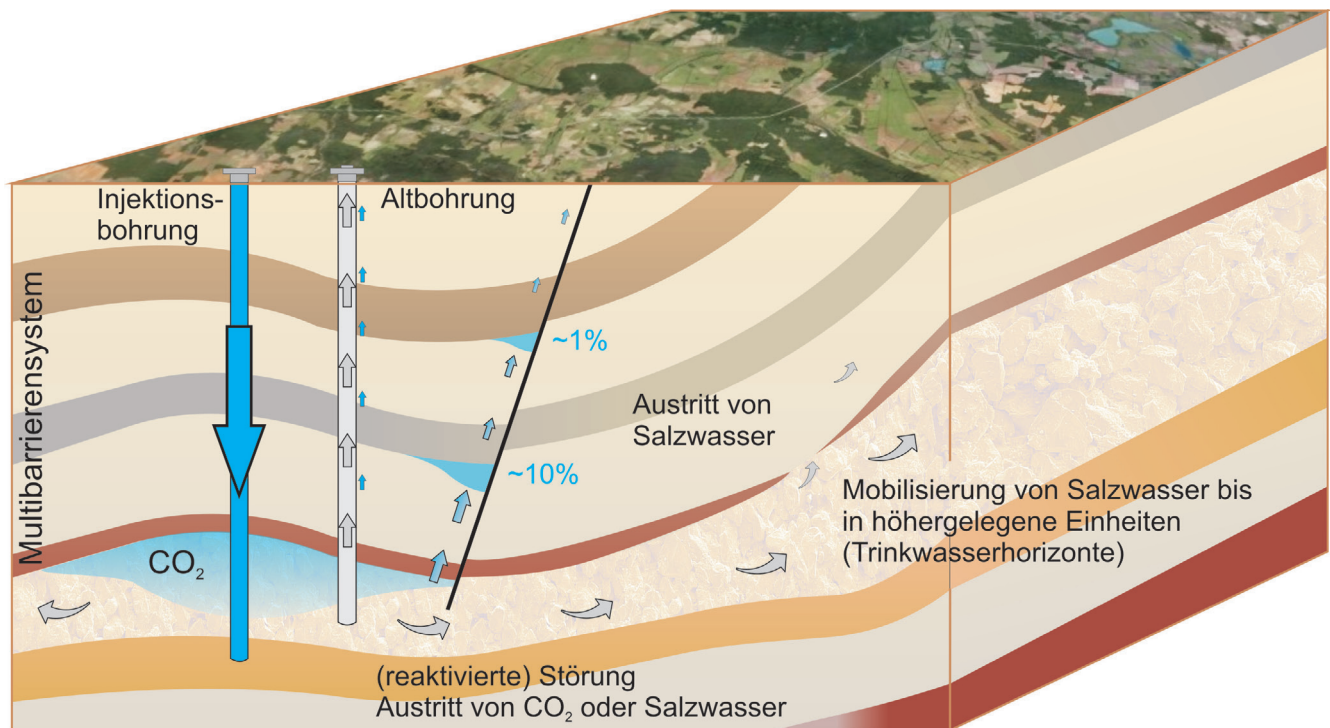 Injektions-
bohrung
Altbohrung
Multibarrierensystem
~1%
Austritt von
Salzwasser
~10%
Mobilisierung von Salzwasser bis
in höhergelegene Einheiten
(Trinkwasserhorizonte)
CO₂
(reaktivierte) Störung
Austritt von CO₂ oder Salzwasser